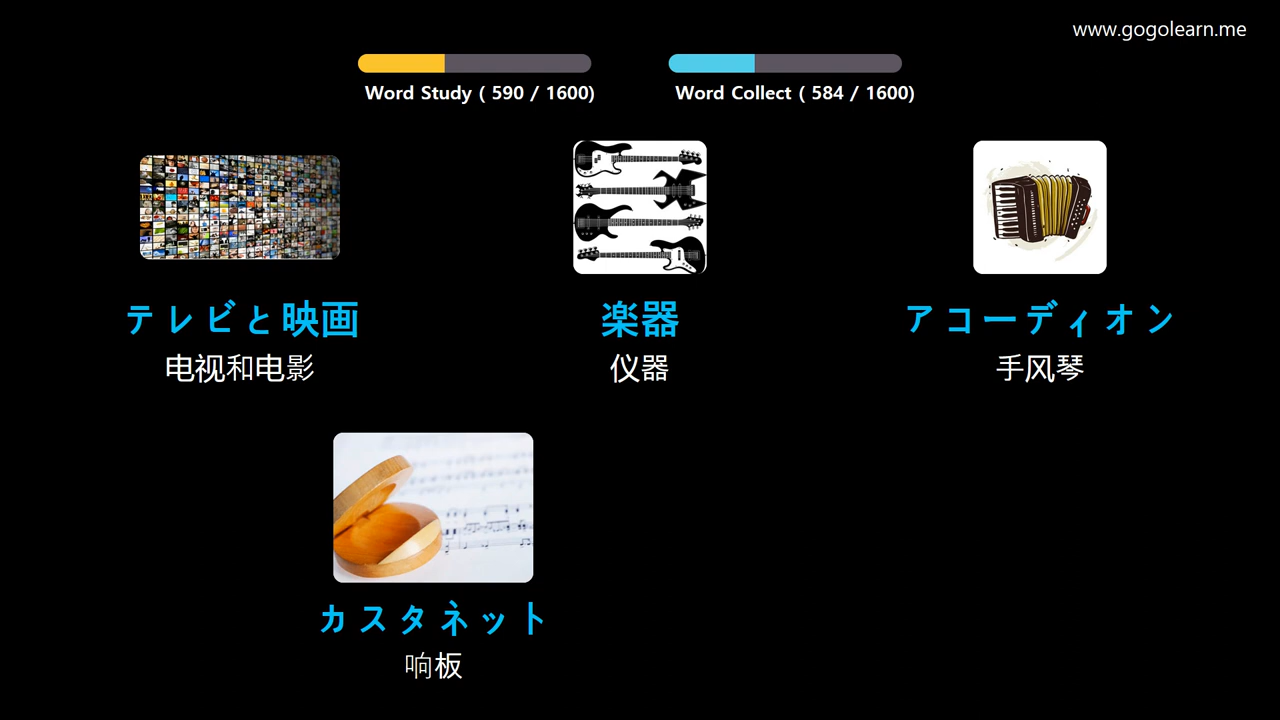 www.gogolearn.me
Word Study ( 590 / 1600)
Word Collect ( 584 / 1600)
テレビと映画
楽器
アコーディオン
电视和电影
仪器
手风琴
カスタネット
响板